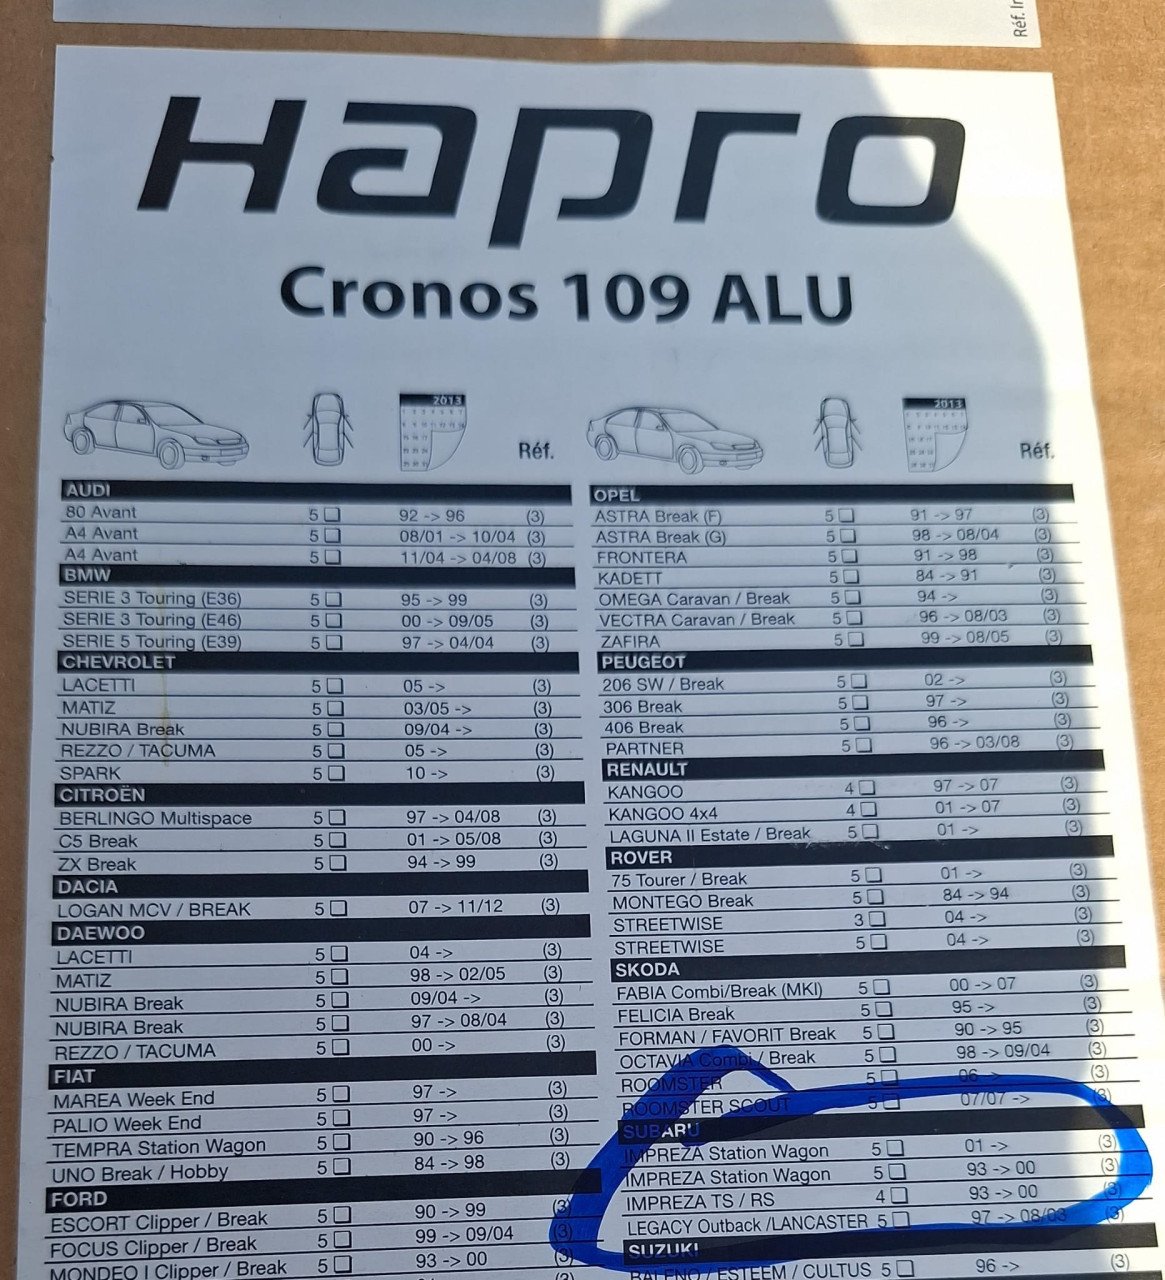 Réf.
Hapro
Cronos 109 ALU
2013 Réf.
AUDI
80 Avant 5 92 -> 96 (3)
A4 Avant 5 08/01 -> 10/04 (3)
A4 Avant 5 11/04 -> 04/08 (3)
BMW
SERIE 3 Touring (E36) 5 95 -> 99 (3)
SERIE 3 Touring (E46) 5 00 -> 09/05 (3)
SERIE 5 Touring (E39) 5 97 -> 04/04 (3)
CHEVROLET
LACETTI 5 05 -> (3)
MATIZ 5 03/05 -> (3)
NUBIRA Break 5 09/04 -> (3)
REZZO / TACUMA 5 05 -> (3)
SPARK 5 10 -> (3)
CITROËN
BERLINGO Multispace 5 97 -> 04/08 (3)
C5 Break 5 01 -> 05/08 (3)
ZX Break 5 94 -> 99 (3)
DACIA
LOGAN MCV / BREAK 5 07 -> 11/12 (3)
DAEWOO
LACETTI 5 04 -> (3)
MATIZ 5 98 -> 02/05 (3)
NUBIRA Break 5 09/04 -> (3)
NUBIRA Break 5 97 -> 08/04 (3)
REZZO / TACUMA 5 00 -> (3)
FIAT
MAREA Week End 5 97 -> (3)
PALIO Week End 5 97 -> (3)
TEMPRA Station Wagon 5 90 -> 96 (3)
UNO Break / Hobby 5 84 -> 98 (3)
FORD
ESCORT Clipper / Break 5 90 -> 99 (3)
FOCUS Clipper / Break 5 99 -> 09/04 (3)
MONDEO I Clipper / Break 5 93 -> 00 (3)
2013 Réf.
OPEL
ASTRA Break (F) 5 91 -> 97 (3)
ASTRA Break (G) 5 98 -> 08/04 (3)
FRONTERA 5 91 -> 98 (3)
KADETT 5 84 -> 91 (3)
OMEGA Caravan / Break 5 94 -> (3)
VECTRA Caravan / Break 5 96 -> 08/03 (3)
ZAFIRA 5 99 -> 08/05 (3)
PEUGEOT
206 SW / Break 5 02 -> (3)
306 Break 5 97 -> (3)
406 Break 5 96 -> (3)
PARTNER 5 96 -> 03/08 (3)
RENAULT
KANGOO 4 97 -> 07 (3)
KANGOO 4x4 4 01 -> 07 (3)
LAGUNA II Estate / Break 5 01 -> (3)
ROVER
75 Tourer / Break 5 01 -> (3)
MONTEGO Break 5 84 -> 94 (3)
STREETWISE 3 04 -> (3)
STREETWISE 5 04 -> (3)
SKODA
FABIA Combi/Break (MKI) 5 00 -> 07 (3)
FELICIA Break 5 95 -> (3)
FORMAN / FAVORIT Break 5 90 -> 95 (3)
OCTAVIA Combi / Break 5 98 -> 09/04 (3)
ROOMSTER 5 06 -> (3)
ROOMSTER SCOUT 5 07/07 -> (3)
SUBARU
IMPREZA Station Wagon 5 01 -> (3)
IMPREZA Station Wagon 5 93 -> 00 (3)
IMPREZA TS / RS 4 93 -> 00 (3)
LEGACY Outback /LANCASTER 5 97 -> 08/03 (3)
SUZUKI
BALENO / ESTEEM / CULTUS 5 96 -> (3)